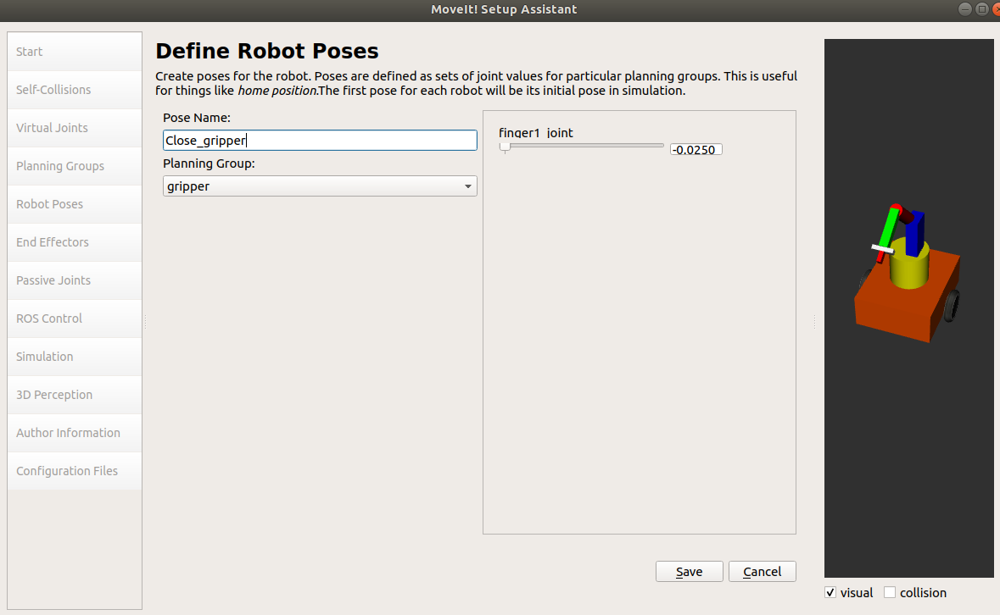 MoveIt! Setup Assistant
Start
Self-Collisions
Virtual Joints
Planning Groups
Robot Poses
End Effectors
Passive Joints
ROS Control
Simulation
3D Perception
Author Information
Configuration Files
Define Robot Poses
Create poses for the robot. Poses are defined as sets of joint values for particular planning groups. This is useful
for things like home position.The first pose for each robot will be its initial pose in simulation.
Pose Name:
Close_gripper
Planning Group:
gripper
finger1_joint
-0.0250
Save
Cancel
visual
collision